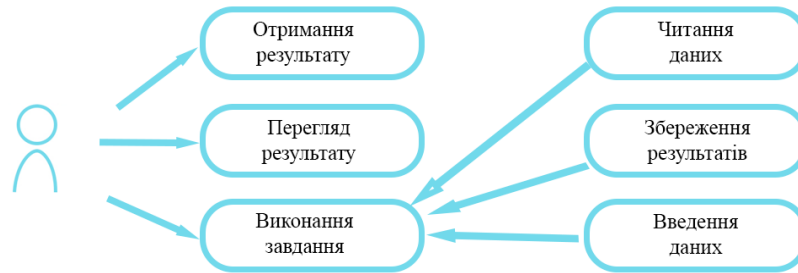 Отримання
результату
Перегляд
результату
Виконання
завдання
Читання
даних
Збереження
результатів
Введення
даних